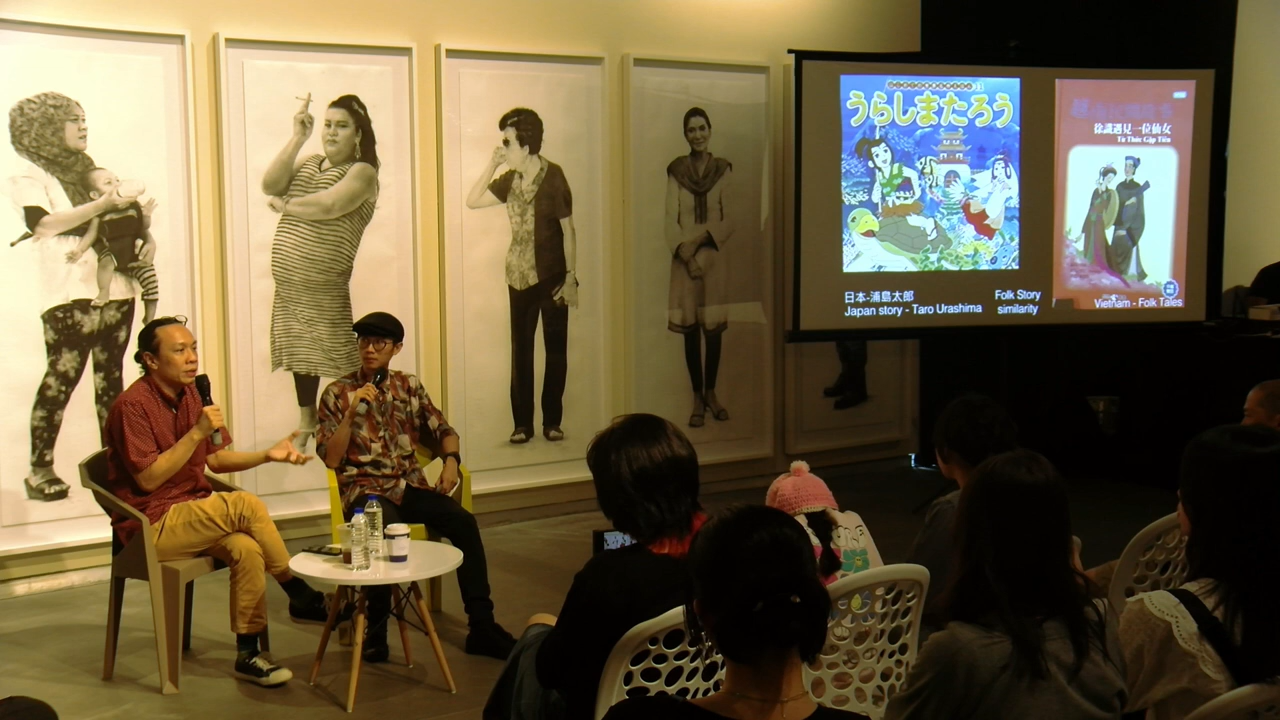 うらしまたろう
徐識遇見一位仙女
Từ Thức Gặp Tiên
日本-浦島太郎
Japan story - Taro Urashima
Folk Story
similarity
Vietnam - Folk Tales